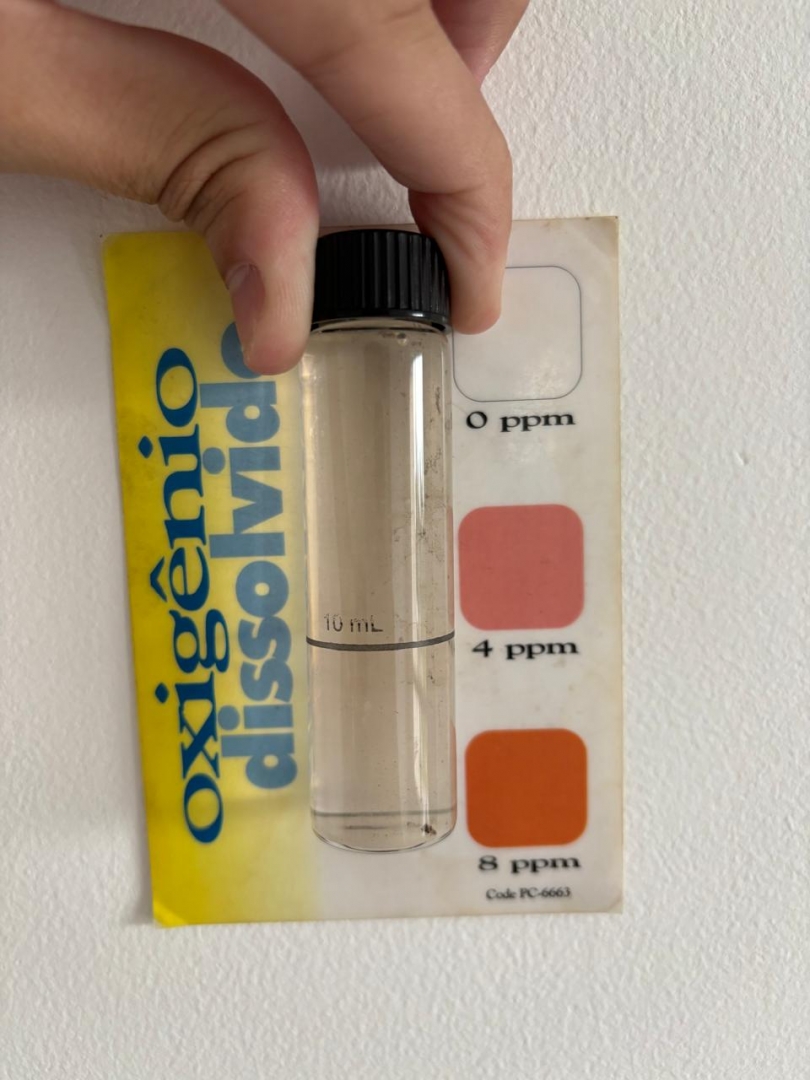 oxigênio
dissolvido
10 mL
0 ppm
4 ppm
8 ppm
Code PC-6663